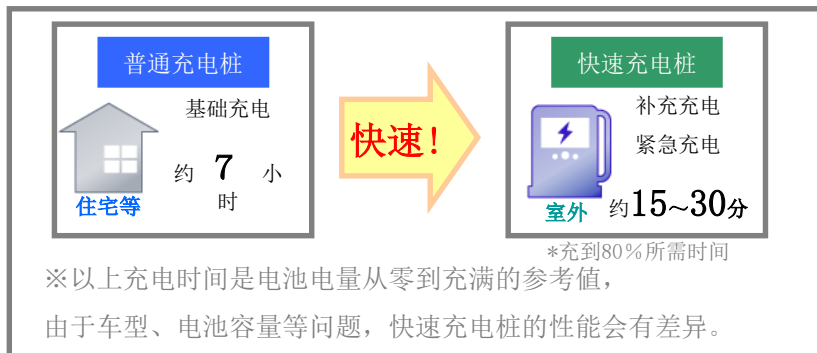 普通充电桩
基础充电
约 7 小
时
住宅等
快速!
快速充电桩
补充充电
紧急充电
室外 约15~30分
*充到80%所需时间
※以上充电时间是电池电量从零到充满的参考值，
由于车型、电池容量等问题，快速充电桩的性能会有差异。